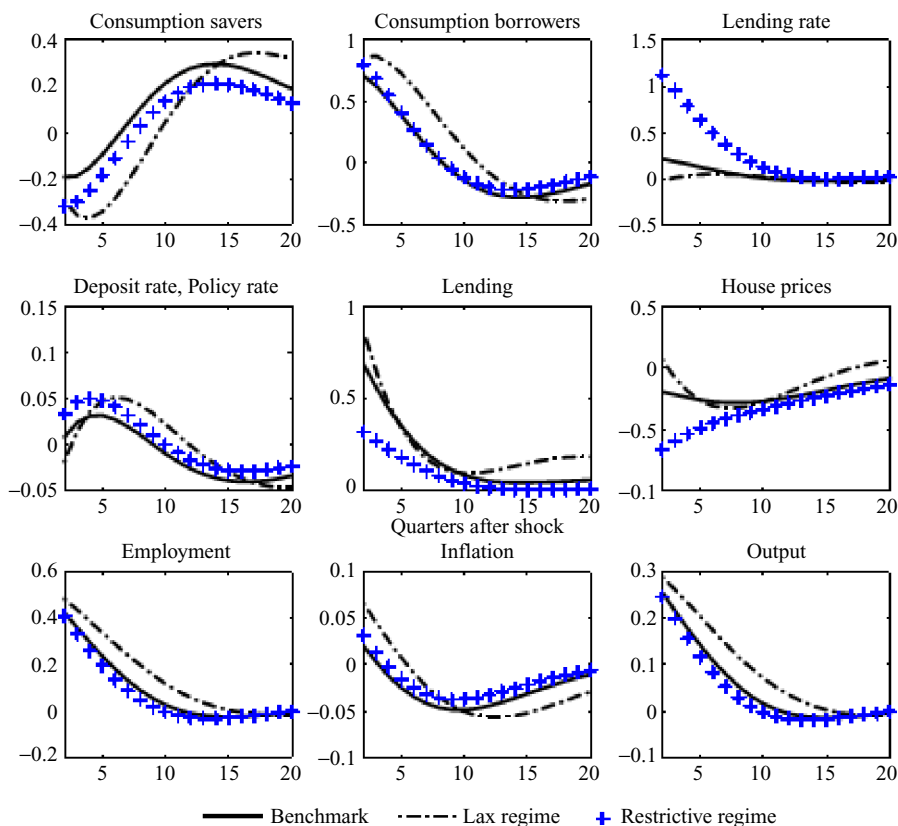 Consumption savers Consumption borrowers Lending rate
0.4 1 2
0.2 0.5 1.5
0 0 1
−0.2 −0.5 0.5
−0.4 0
−0.5
5 10 15 20 5 10 15 20 5 10 15 20
Deposit rate, Policy rate Lending House prices
0.15 1 0.5
0.1 0.5 0
0.05 0 −0.5
0 −0.1
−0.05
5 10 15 20 5 10 15 20 5 10 15 20
Quarters after shock
Employment Inflation Output
0.6 0.1 0.3
0.4 0.05 0.2
0.2 0 0.1
0 −0.05 0
−0.2 −0.1 −0.1
5 10 15 20 5 10 15 20 5 10 15 20
Benchmark Lax regime Restrictive regime